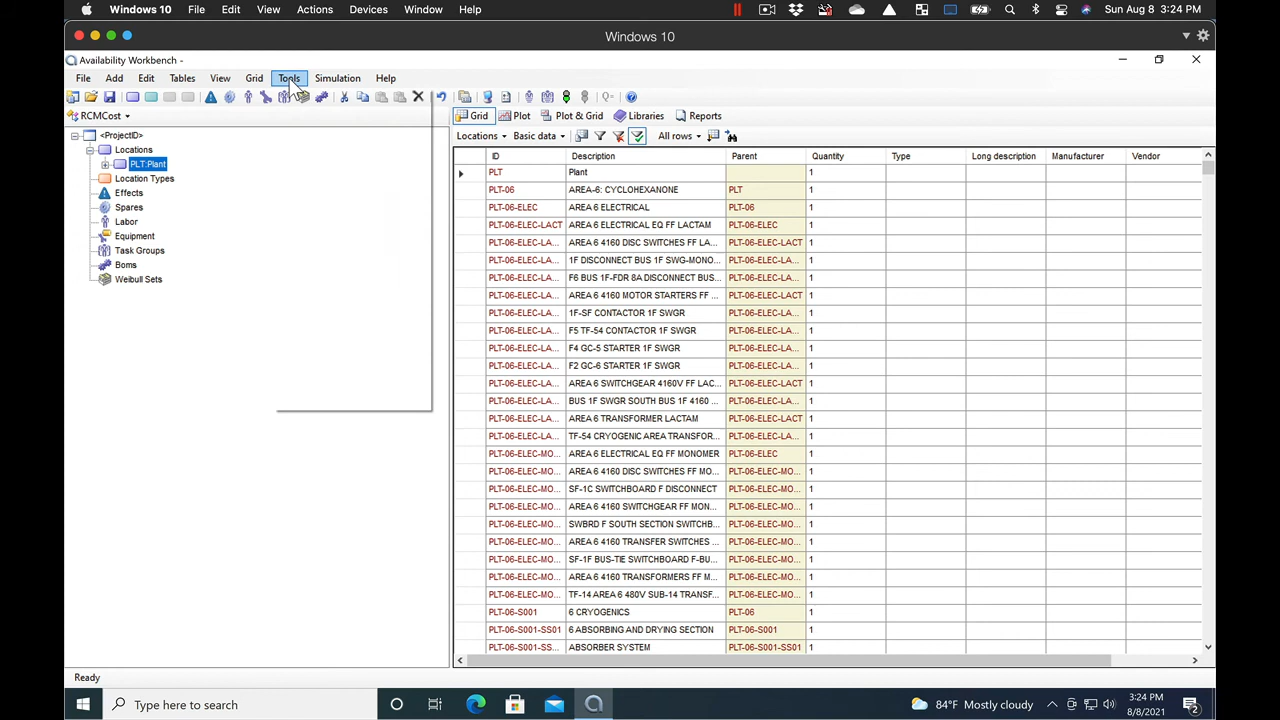 Windows 10 File Edit View Actions Devices Window Help Sun Aug 8 3:24 PM
Windows 10
Availability Workbench -
File Add Edit Tables View Grid Tools Simulation Help
RCMCost
Grid Plot Plot & Grid Libraries Reports
Locations Basic data All rows
<ProjectID>
Locations
PLT:Plant
Location Types
Effects
Spares
Labor
Equipment
Task Groups
Boms
Weibull Sets
ID Description Parent Quantity Type Long description Manufacturer Vendor
PLT Plant 1
PLT-06 AREA-6: CYCLOHEXANONE PLT 1
PLT-06-ELEC AREA 6 ELECTRICAL PLT-06 1
PLT-06-ELEC-LACT AREA 6 ELECTRICAL EQ FF LACTAM PLT-06-ELEC 1
PLT-06-ELEC-LA... AREA 6 4160 DISC SWITCHES FF LA... PLT-06-ELEC-LACT 1
PLT-06-ELEC-LA... 1F DISCONNECT BUS 1F SWG-MONO... PLT-06-ELEC-LA... 1
PLT-06-ELEC-LA... F6 BUS 1F-FDR 8A DISCONNECT BUS... PLT-06-ELEC-LA... 1
PLT-06-ELEC-LA... AREA 6 4160 MOTOR STARTERS FF ... PLT-06-ELEC-LACT 1
PLT-06-ELEC-LA... 1F-SF CONTACTOR 1F SWGR PLT-06-ELEC-LA... 1
PLT-06-ELEC-LA... F5 TF-54 CONTACTOR 1F SWGR PLT-06-ELEC-LA... 1
PLT-06-ELEC-LA... F4 GC-5 STARTER 1F SWGR PLT-06-ELEC-LA... 1
PLT-06-ELEC-LA... F2 GC-6 STARTER 1F SWGR PLT-06-ELEC-LA... 1
PLT-06-ELEC-LA... AREA 6 SWITCHGEAR 4160V FF LAC... PLT-06-ELEC-LACT 1
PLT-06-ELEC-LA... BUS 1F SWGR SOUTH BUS 1F 4160 ... PLT-06-ELEC-LA... 1
PLT-06-ELEC-LA... AREA 6 TRANSFORMER LACTAM PLT-06-ELEC-LACT 1
PLT-06-ELEC-LA... TF-54 CRYOGENIC AREA TRANSFOR... PLT-06-ELEC-LA... 1
PLT-06-ELEC-MO... AREA 6 ELECTRICAL EQ FF MONOMER PLT-06-ELEC 1
PLT-06-ELEC-MO... AREA 6 4160 DISC SWITCHES FF MO... PLT-06-ELEC-MO... 1
PLT-06-ELEC-MO... SF-1C SWITCHBOARD F DISCONNECT PLT-06-ELEC-MO... 1
PLT-06-ELEC-MO... AREA 6 4160 SWITCHGEAR FF MON... PLT-06-ELEC-MO... 1
PLT-06-ELEC-MO... SWBRD F SOUTH SECTION SWITCHB... PLT-06-ELEC-MO... 1
PLT-06-ELEC-MO... AREA 6 4160 TRANSFER SWITCHES ... PLT-06-ELEC-MO... 1
PLT-06-ELEC-MO... SF-1F BUS-TIE SWITCHBOARD F-BU... PLT-06-ELEC-MO... 1
PLT-06-ELEC-MO... AREA 6 4160 TRANSFORMERS FF M... PLT-06-ELEC-MO... 1
PLT-06-ELEC-MO... TF-14 AREA 6 480V SUB-14 TRANSF... PLT-06-ELEC-MO... 1
PLT-06-S001 6 CRYOGENICS PLT-06 1
PLT-06-S001-SS01 6 ABSORBING AND DRYING SECTION PLT-06-S001 1
PLT-06-S001-SS... ABSORBER SYSTEM PLT-06-S001-SS01 1
Ready
Type here to search 84°F Mostly cloudy 3:24 PM
8/8/2021
2